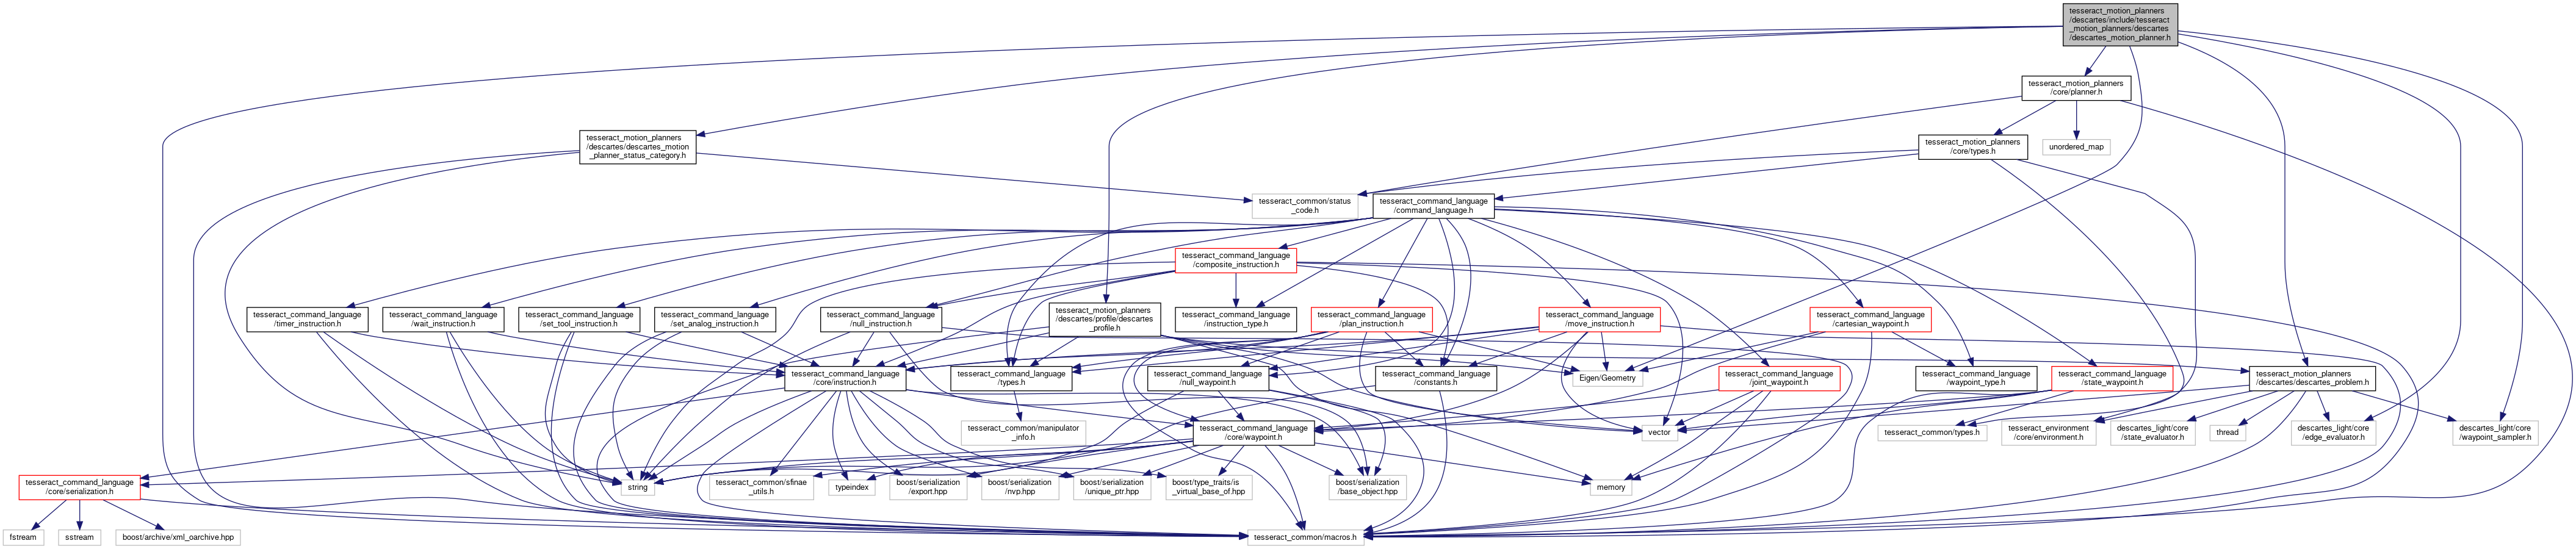 tesseract_motion_planners
/descartes/include/tesseract
_motion_planners/descartes
/descartes_motion_planner.h
tesseract_motion_planners
/core/planner.h
tesseract_motion_planners
/descartes/descartes_motion
_planner_status_category.h
tesseract_motion_planners
/core/types.h
unordered_map
tesseract_common/status
_code.h
tesseract_command_language
/command_language.h
tesseract_command_language
/composite_instruction.h
tesseract_command_language
/timer_instruction.h
tesseract_command_language
/wait_instruction.h
tesseract_command_language
/set_tool_instruction.h
tesseract_command_language
/set_analog_instruction.h
tesseract_command_language
/null_instruction.h
tesseract_motion_planners
/descartes/profile/descartes
_profile.h
tesseract_command_language
/instruction_type.h
tesseract_command_language
/plan_instruction.h
tesseract_command_language
/move_instruction.h
tesseract_command_language
/cartesian_waypoint.h
tesseract_command_language
/core/instruction.h
tesseract_command_language
/types.h
tesseract_command_language
/null_waypoint.h
tesseract_command_language
/constants.h
Eigen/Geometry
tesseract_command_language
/joint_waypoint.h
tesseract_command_language
/waypoint_type.h
tesseract_command_language
/state_waypoint.h
tesseract_motion_planners
/descartes/descartes_problem.h
tesseract_common/manipulator
_info.h
tesseract_command_language
/core/waypoint.h
vector
tesseract_common/types.h
tesseract_environment
/core/environment.h
descartes_light/core
/state_evaluator.h
thread
descartes_light/core
/edge_evaluator.h
descartes_light/core
/waypoint_sampler.h
tesseract_command_language
/core/serialization.h
string
tesseract_common/sfinae
_utils.h
typeindex
boost/serialization
/export.hpp
boost/serialization
/nvp.hpp
boost/serialization
/unique_ptr.hpp
boost/type_traits/is
_virtual_base_of.hpp
boost/serialization
/base_object.hpp
memory
fstream
sstream
boost/archive/xml_oarchive.hpp
tesseract_common/macros.h